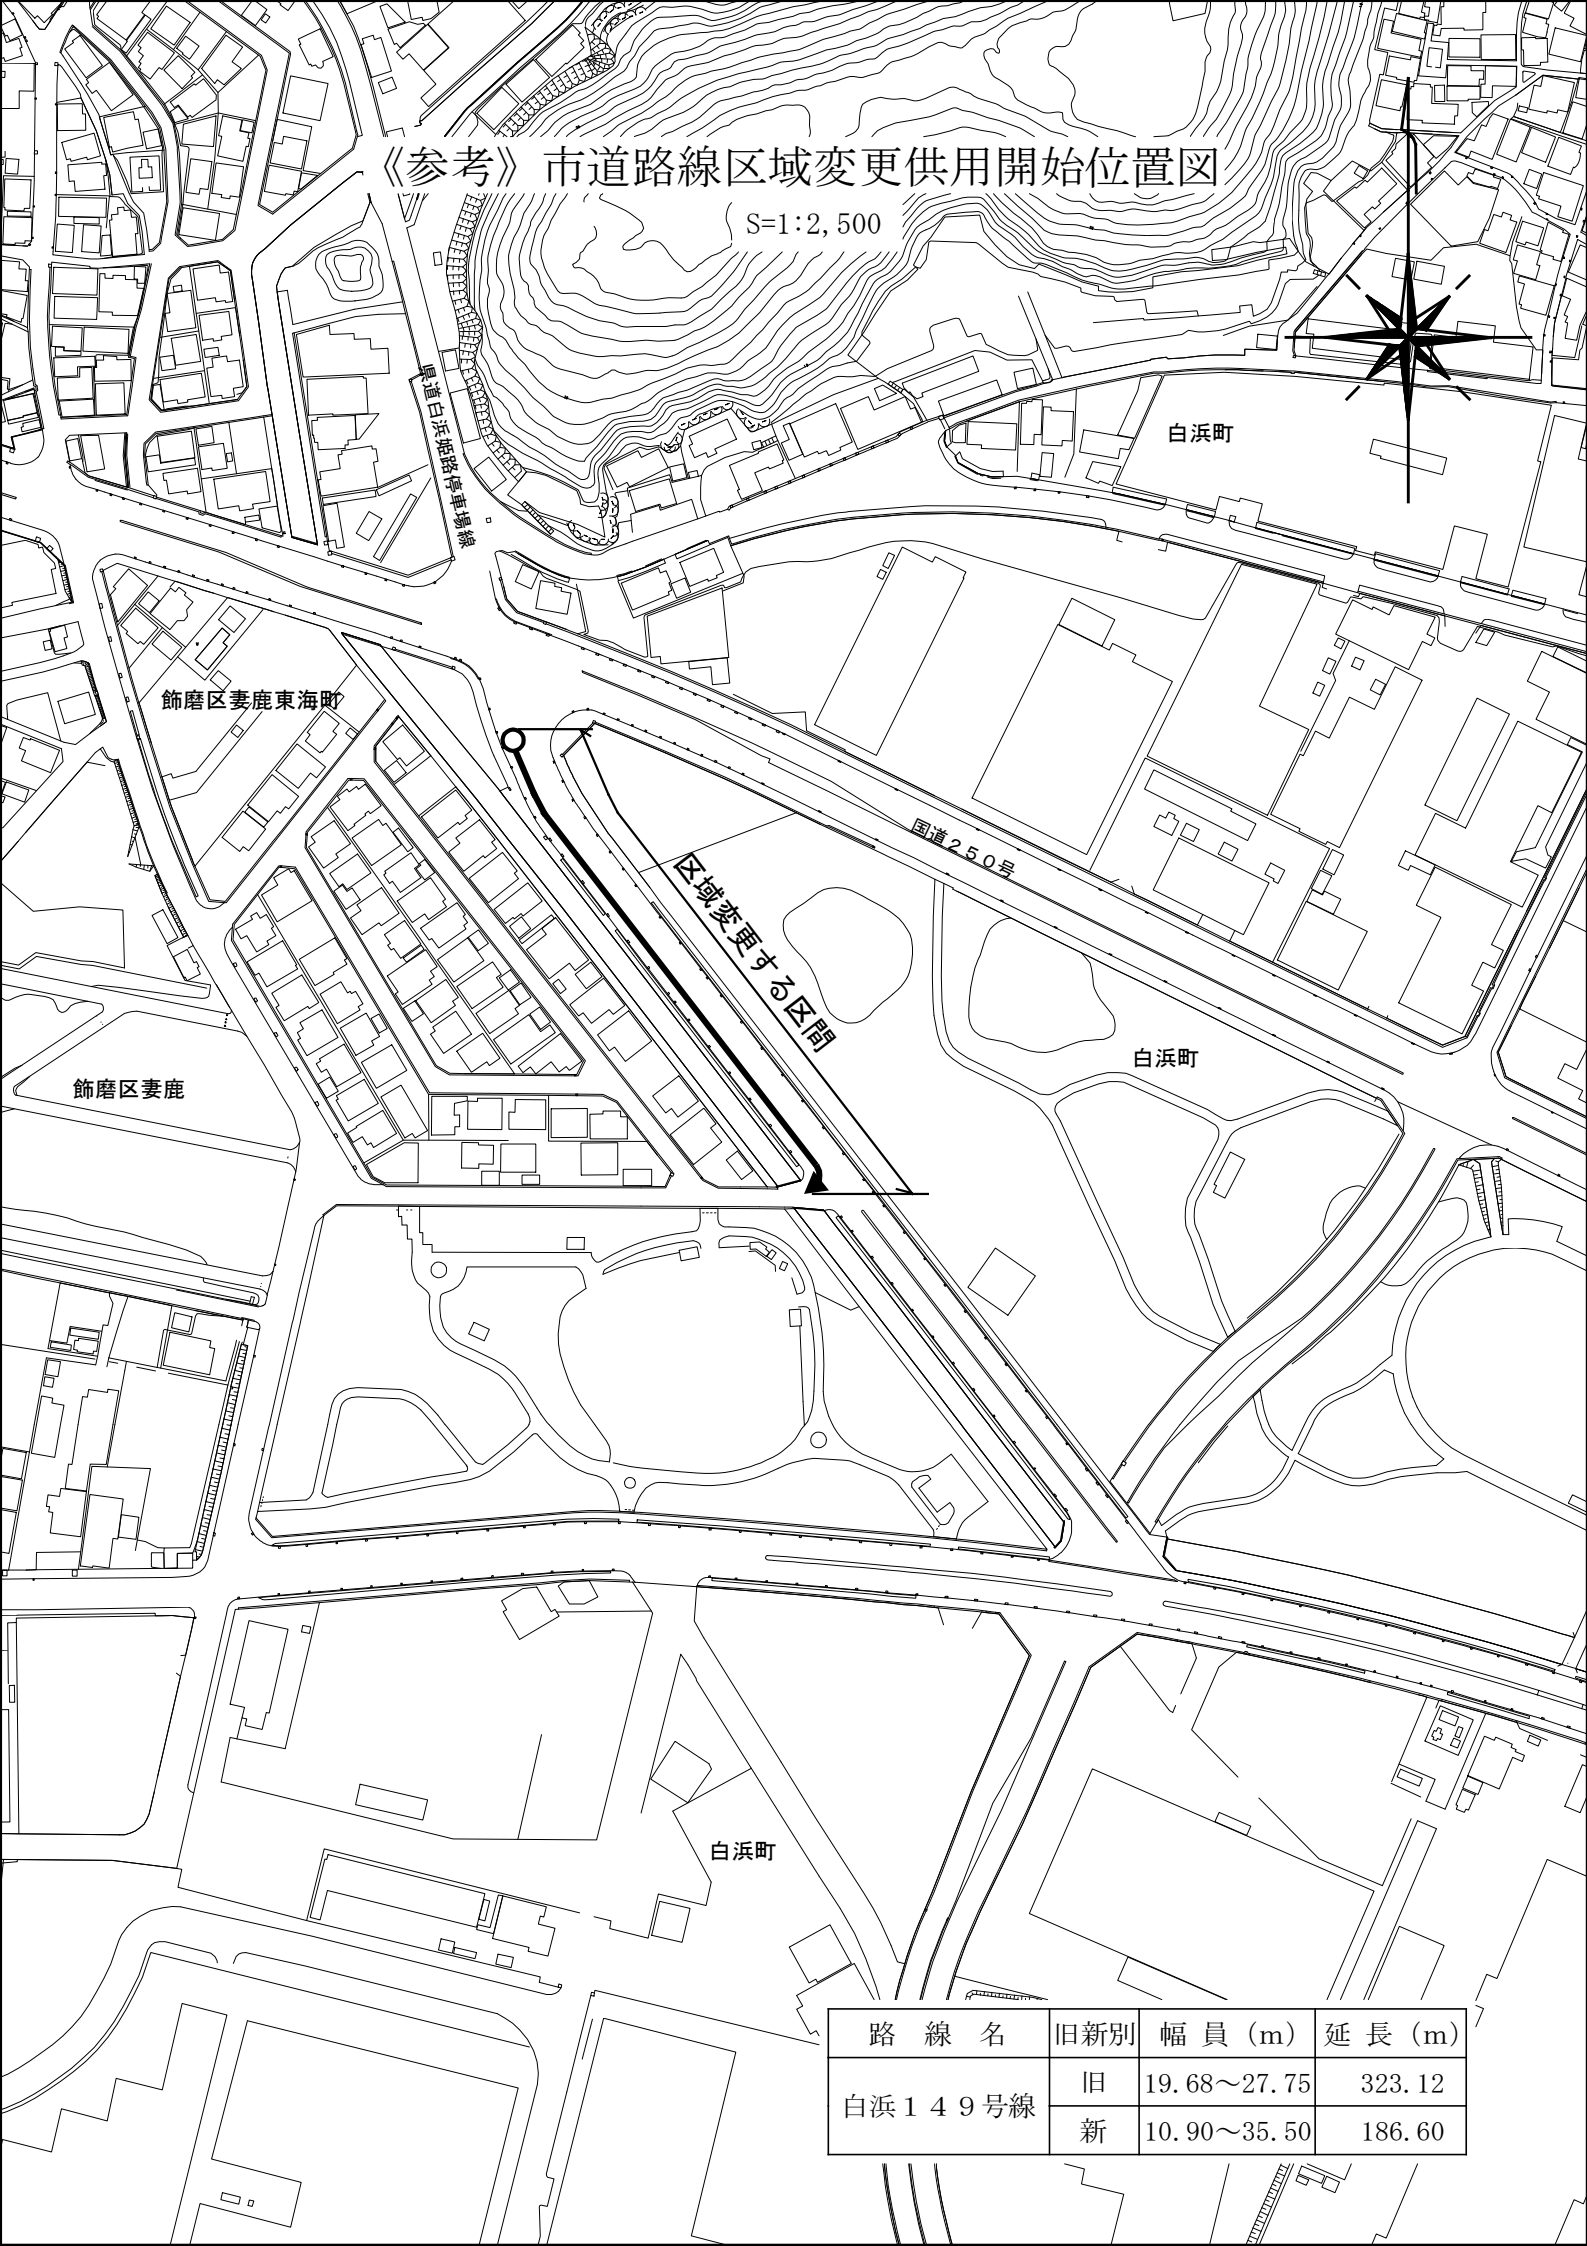 《参考》市道路線区域変更供用開始位置図
S=1:2,500
県道白浜姫路停車場線
白浜町
飾磨区妻鹿東海町
国道２５０号
区域変更する区間
白浜町
飾磨区妻鹿
白浜町
路 線 名 旧新別 幅 員 (m) 延 長 (m)
白浜１４９号線 旧 19.68～27.75 323.12
新 10.90～35.50 186.60